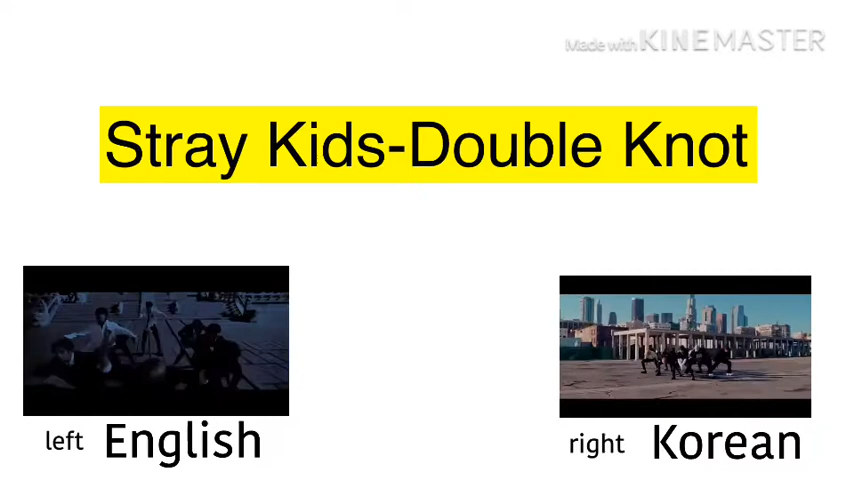 Made with KINEMASTER
Stray Kids-Double Knot
left English
right Korean